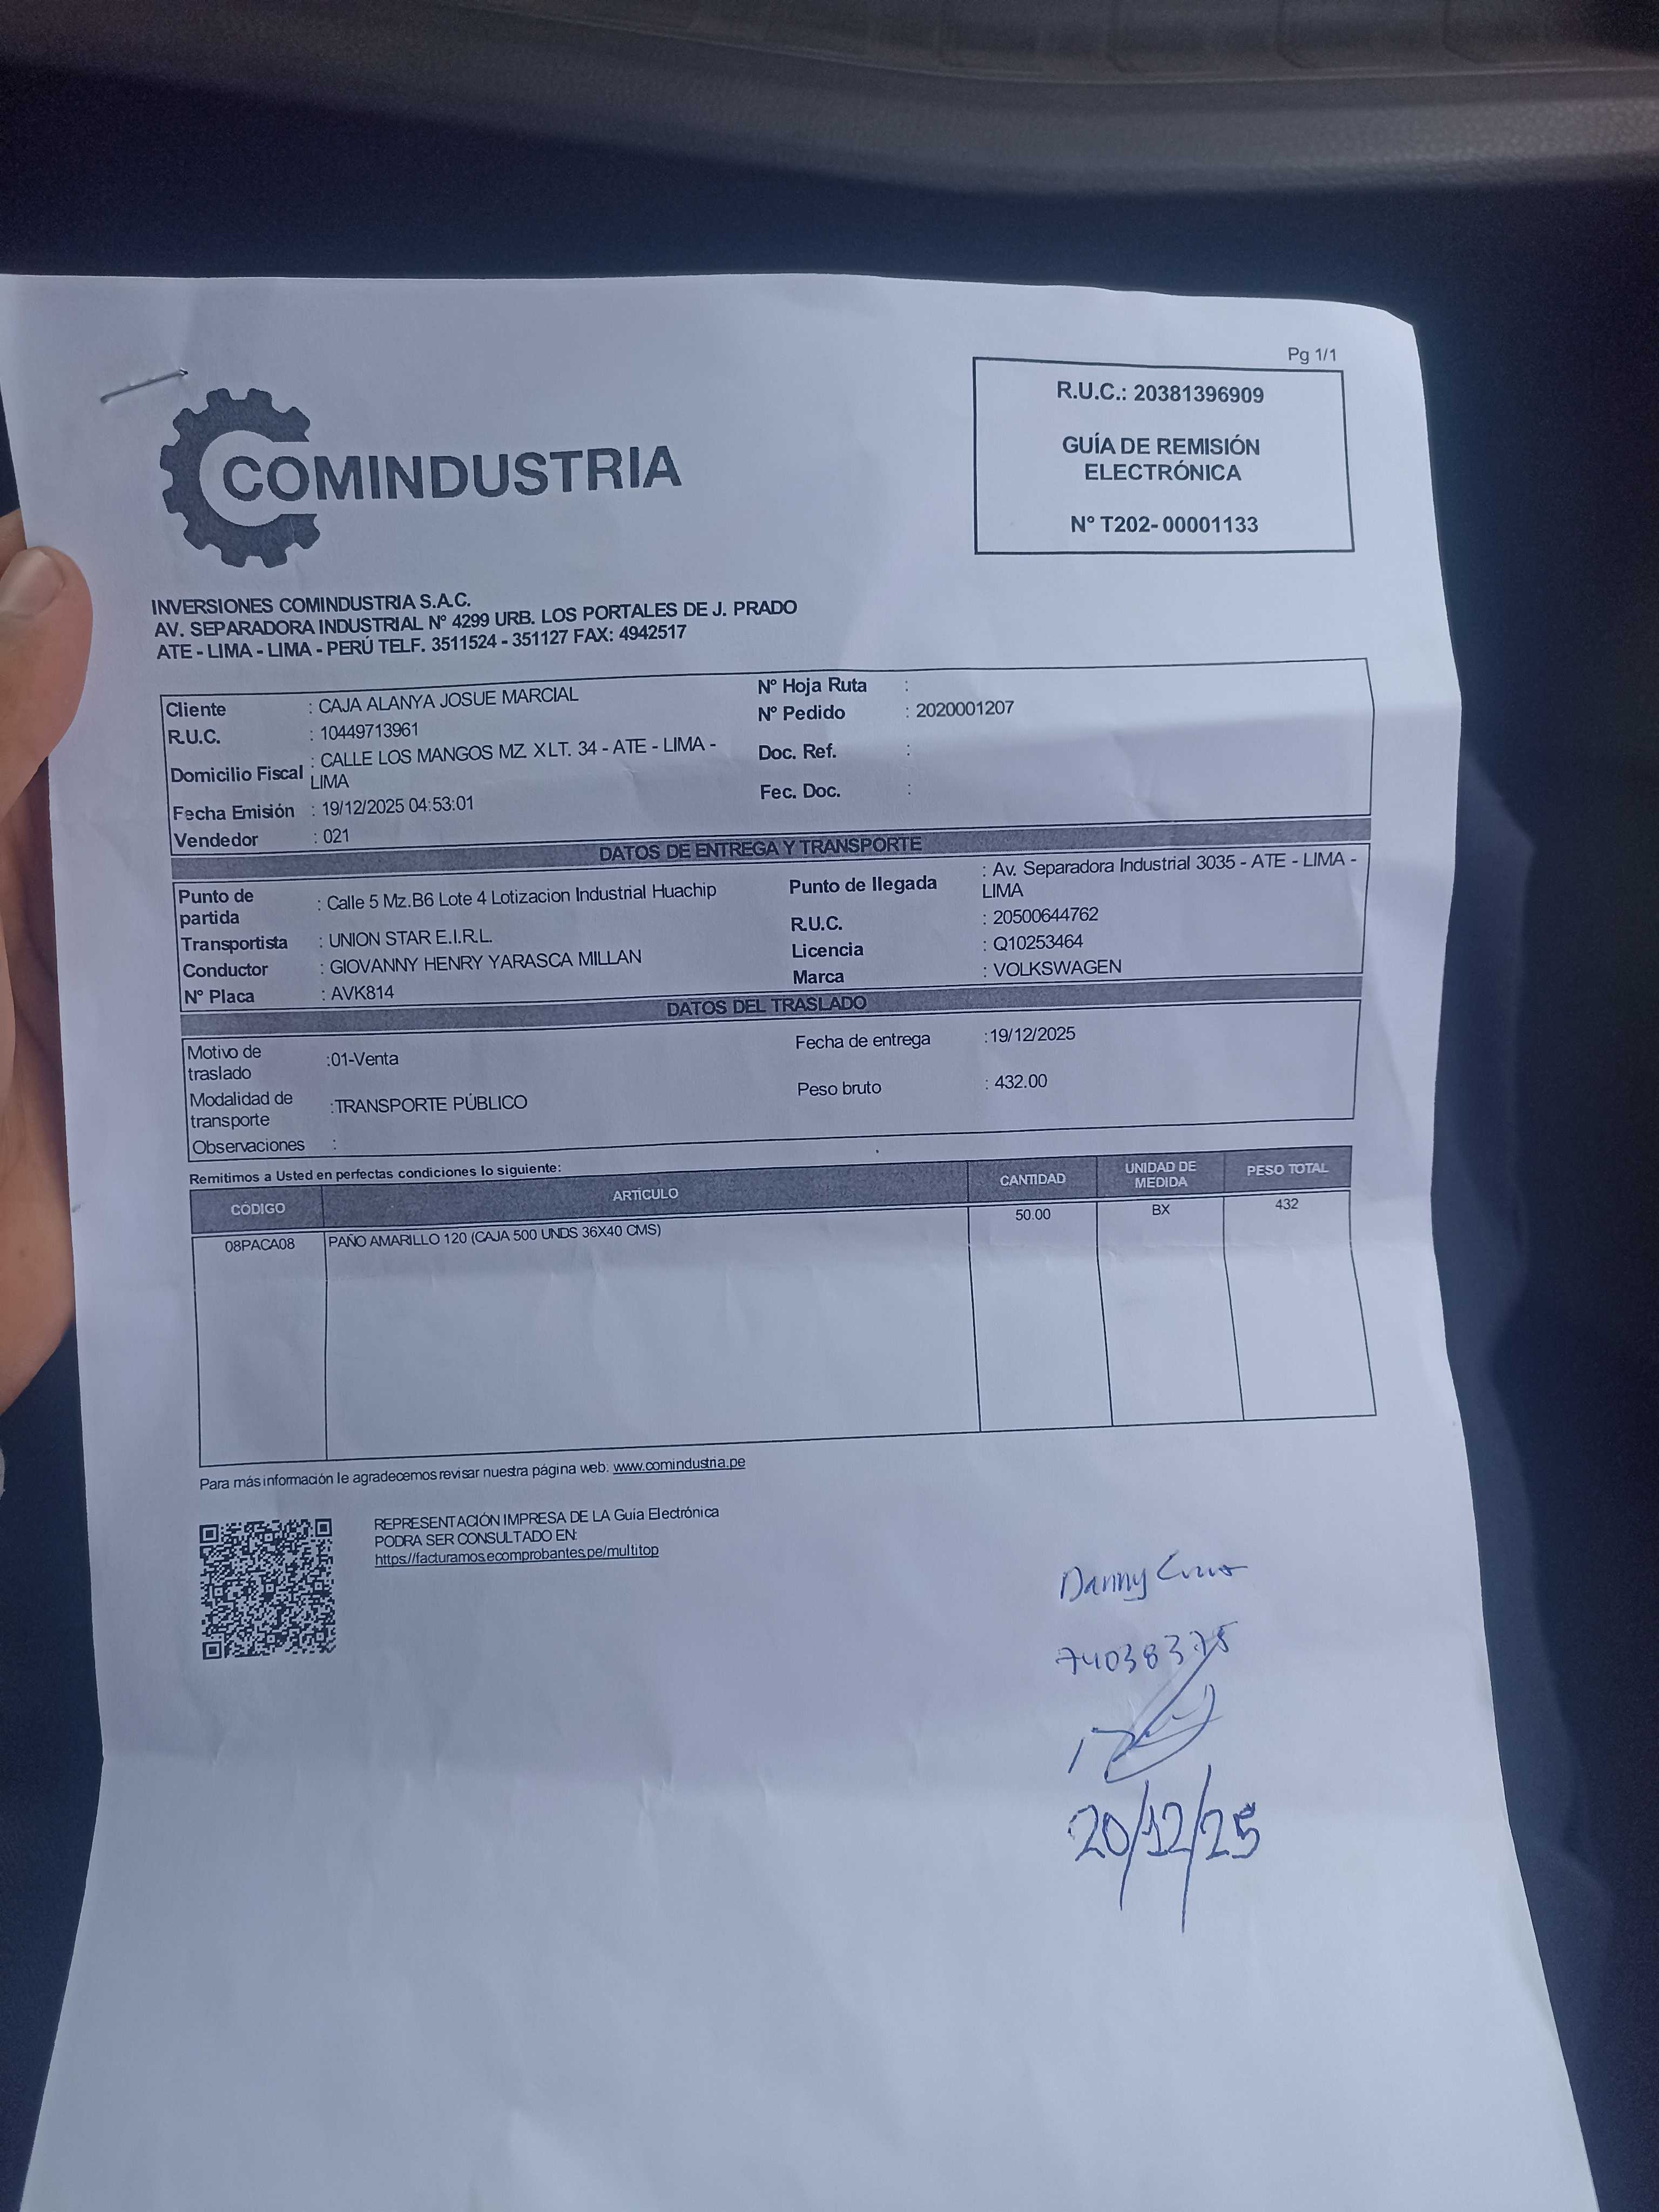 Pg 1/1
R.U.C.: 20381396909
GUÍA DE REMISIÓN
ELECTRÓNICA
N° T202- 00001133
COMINDUSTRIA
INVERSIONES COMINDUSTRIA S.A.C.
AV. SEPARADORA INDUSTRIAL N° 4299 URB. LOS PORTALES DE J. PRADO
ATE - LIMA - LIMA - PERÚ TELF. 3511524 - 351127 FAX: 4942517
Cliente : CAJA ALANYA JOSUE MARCIAL
R.U.C. : 10449713961
Domicilio Fiscal : CALLE LOS MANGOS MZ. X LT. 34 - ATE - LIMA -
LIMA
Fecha Emisión : 19/12/2025 04:53:01
Vendedor : 021
N° Hoja Ruta :
N° Pedido : 2020001207
Doc. Ref. :
Fec. Doc. :
DATOS DE ENTREGA Y TRANSPORTE
Punto de
partida : Calle 5 Mz.B6 Lote 4 Lotizacion Industrial Huachip
Transportista : UNION STAR E.I.R.L.
Conductor : GIOVANNY HENRY YARASCA MILLAN
N° Placa : AVK814
Punto de llegada : Av. Separadora Industrial 3035 - ATE - LIMA -
LIMA
R.U.C. : 20500644762
Licencia : Q10253464
Marca : VOLKSWAGEN
DATOS DEL TRASLADO
Motivo de
traslado :01-Venta
Modalidad de
transporte :TRANSPORTE PÚBLICO
Observaciones :
Fecha de entrega :19/12/2025
Peso bruto : 432.00
Remitimos a Usted en perfectas condiciones lo siguiente:
CÓDIGO ARTÍCULO CANTIDAD UNIDAD DE MEDIDA PESO TOTAL
08PACA08 PAÑO AMARILLO 120 (CAJA 500 UNDS 36X40 CMS) 50.00 BX 432
Para más información le agradecemos revisar nuestra página web: www.comindustria.pe
REPRESENTACIÓN IMPRESA DE LA Guía Electrónica
PODRA SER CONSULTADO EN:
https://facturamos.ecomprobantes.pe/multitop
Danny
74038375
20/12/25